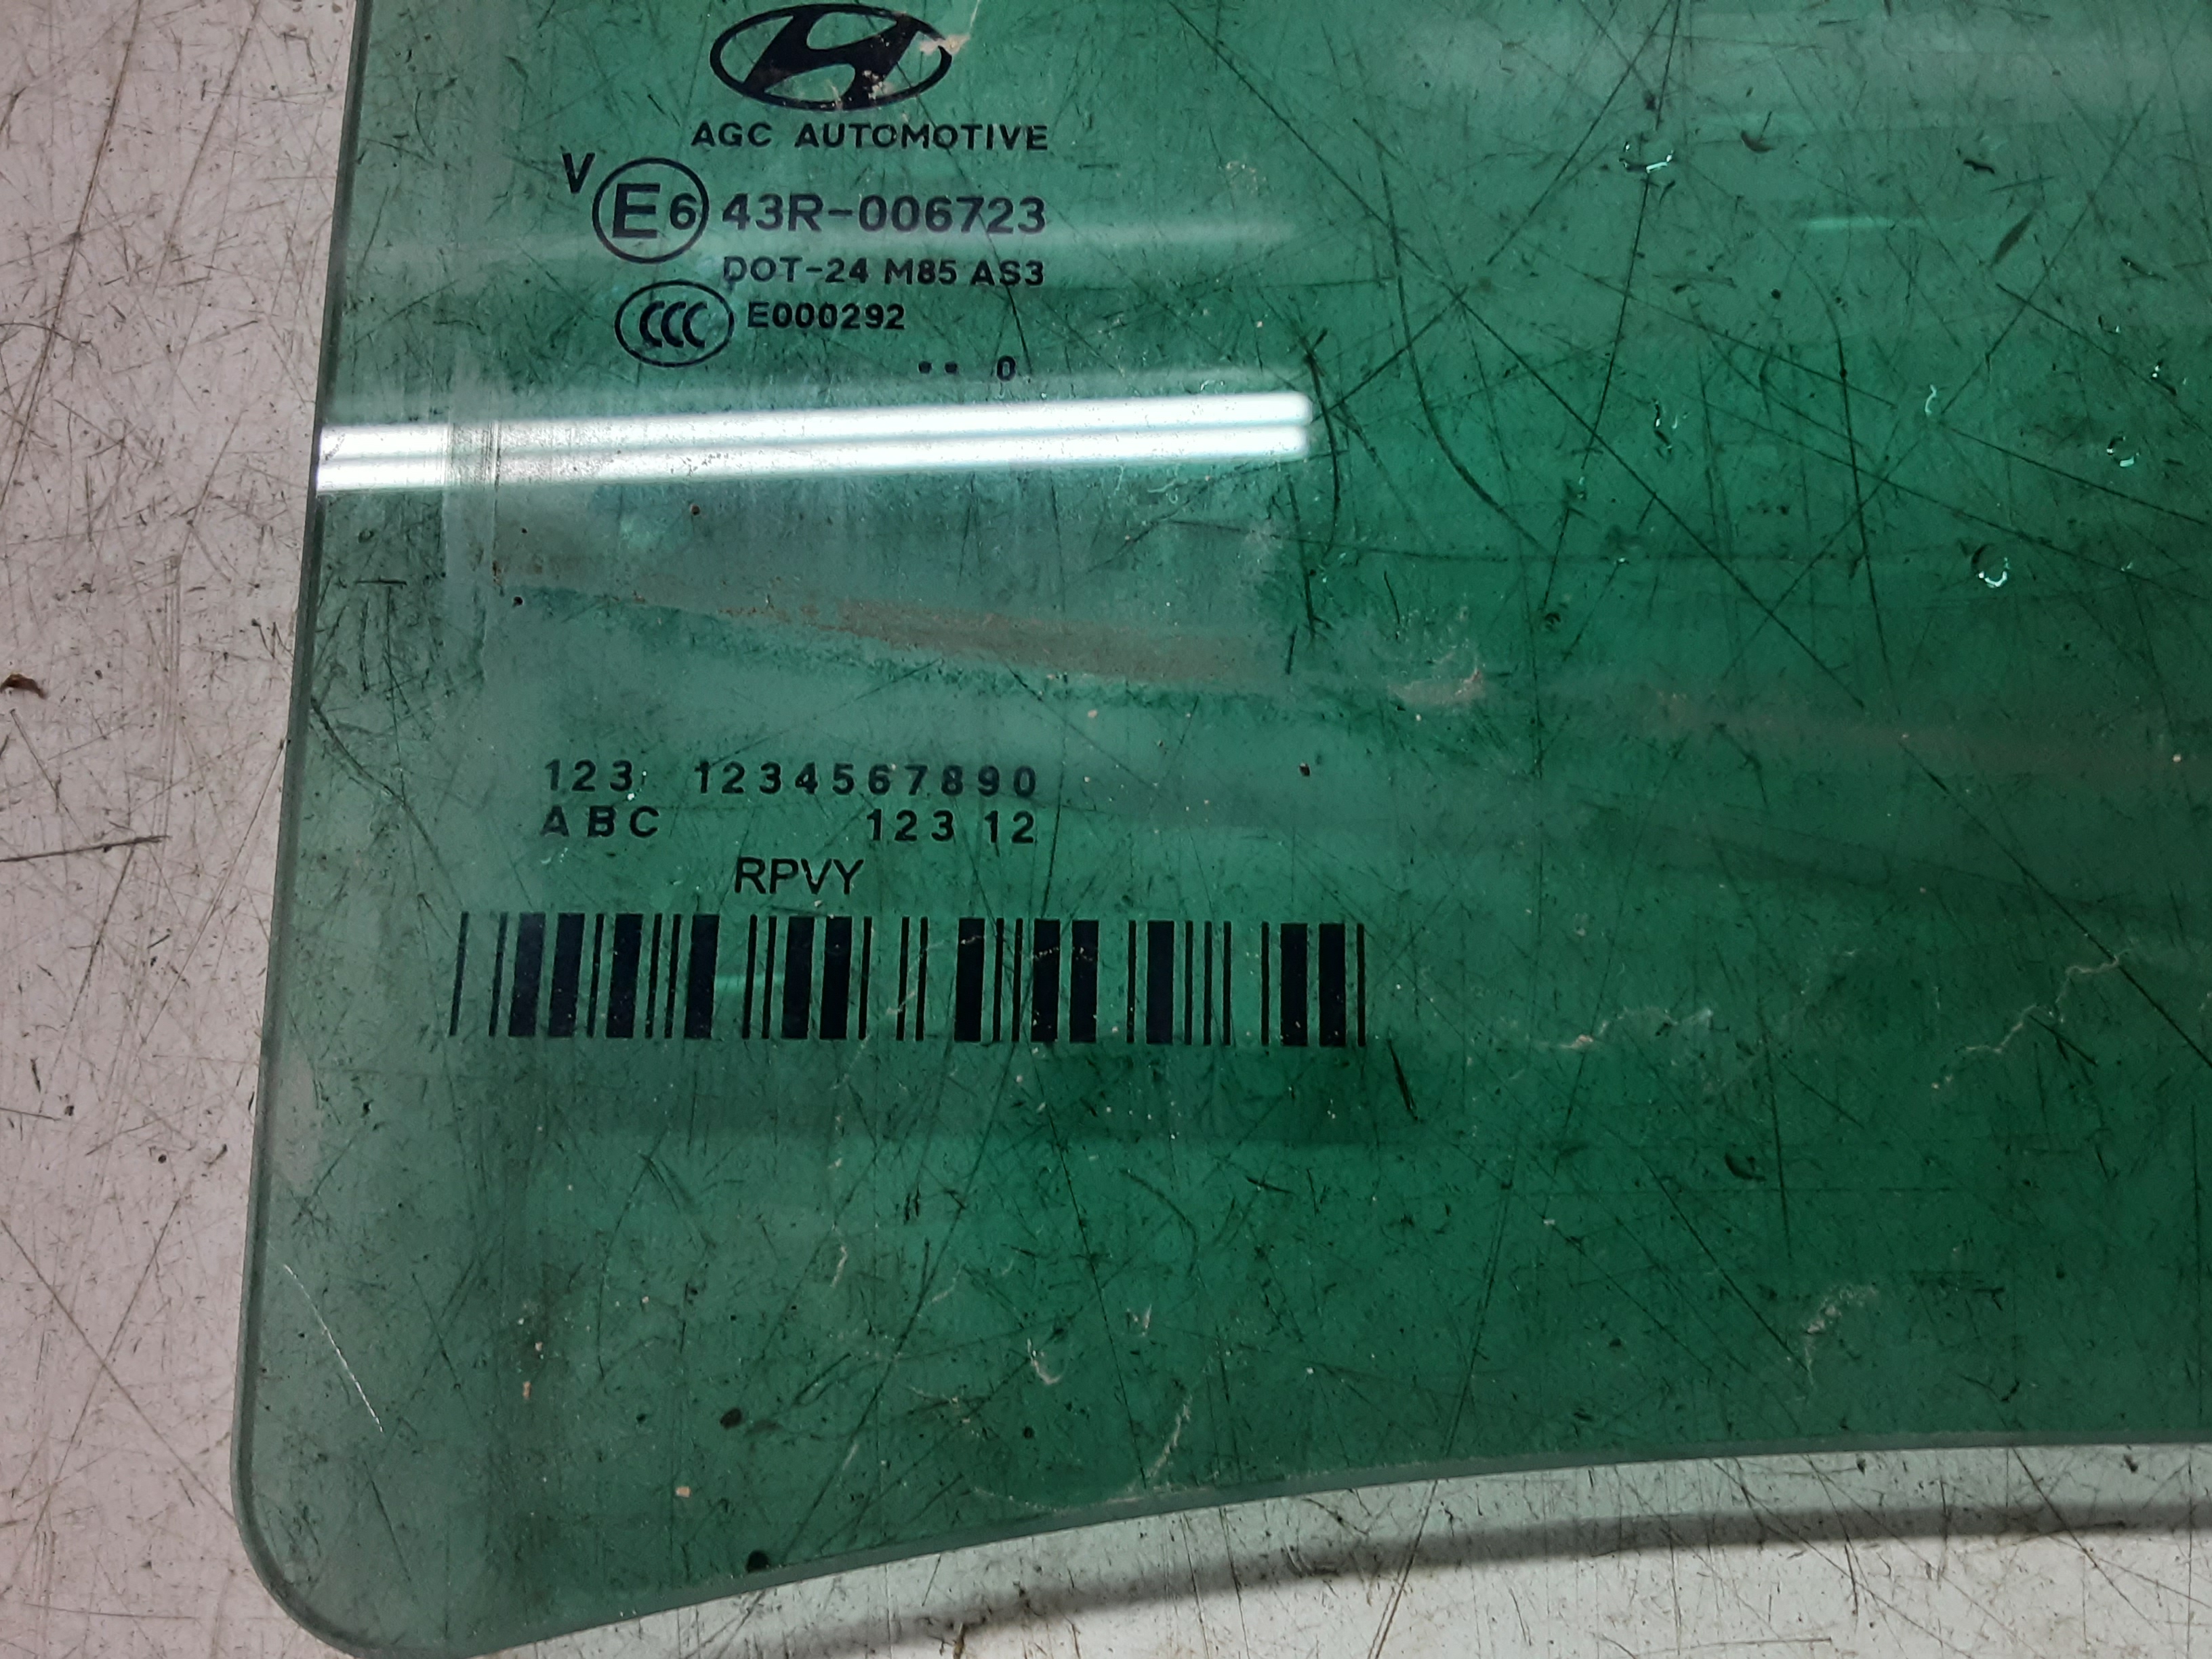 AGC AUTOMOTIVE
V E6 43R-006723
DOT-24 M85 AS3
CCC E000292
•• 0
123 1234567890
ABC 123 12
RPVY